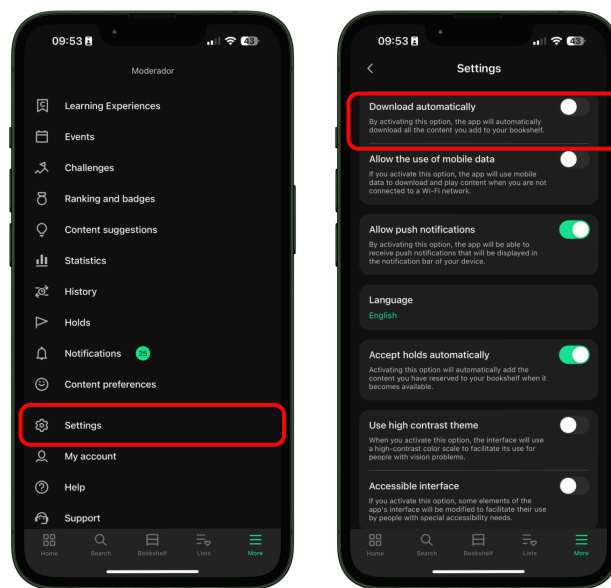 09:53
43
Moderador
Learning Experiences
Events
Challenges
Ranking and badges
Content suggestions
Statistics
History
Holds
Notifications 25
Content preferences
Settings
My account
Help
Support
Home Search Bookshelf Lists More
09:53
43
Settings
Download automatically
By activating this option, the app will automatically
download all the content you add to your bookshelf.
Allow the use of mobile data
If you activate this option, the app will use mobile
data to download and play content when you are not
connected to a Wi-Fi network.
Allow push notifications
By activating this option, the app will be able to
receive push notifications that will be displayed in
the notification bar of your device.
Language
English
Accept holds automatically
Activating this option will automatically add the
content you have reserved to your bookshelf when it
becomes available.
Use high contrast theme
When you activate this option, the interface will use
a high-contrast color scale to facilitate its use for
people with vision problems.
Accessible interface
If you activate this option, some elements of the
app's interface will be modified to facilitate their use
by people with special accessibility needs.
Home Search Bookshelf Lists More